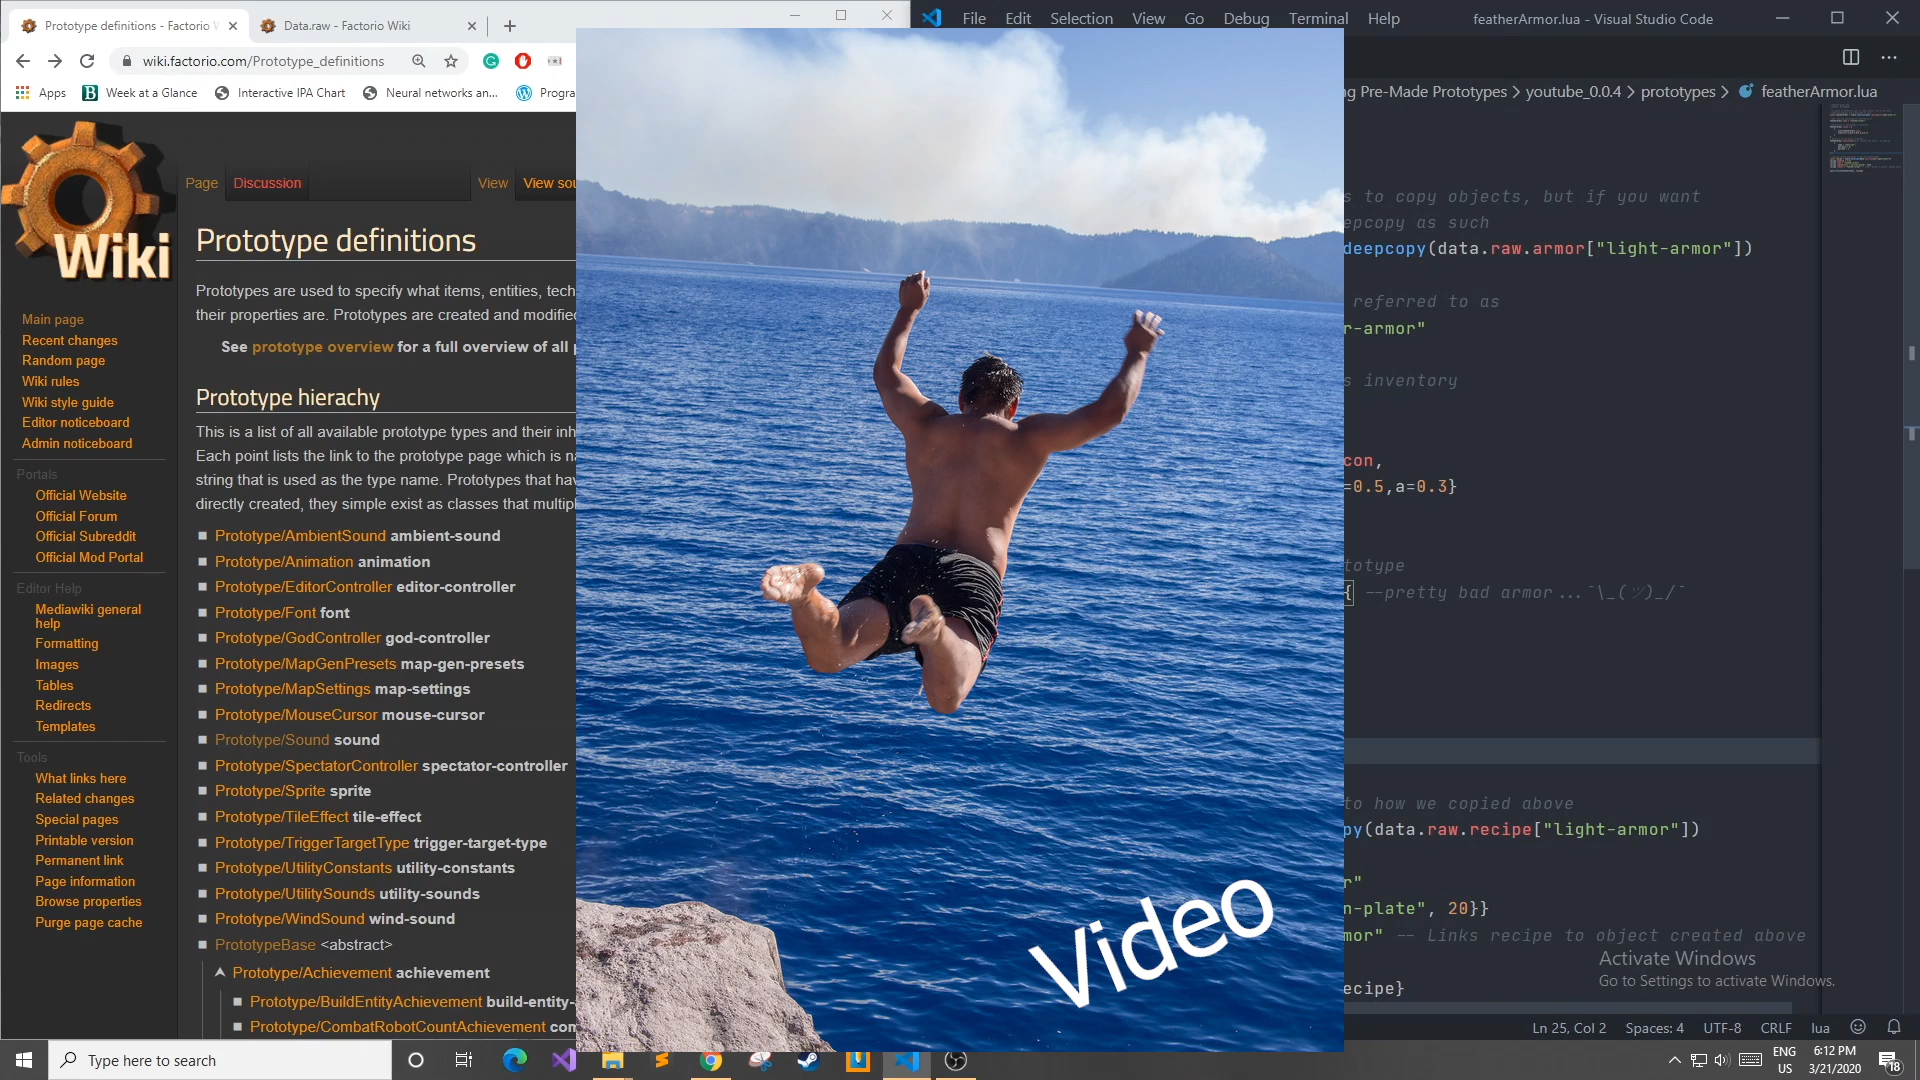 Prototype definitions - Factorio W
Data.raw - Factorio Wiki
wiki.factorio.com/Prototype_definitions
Apps
Week at a Glance
Interactive IPA Chart
Neural networks an...
Progra
Wiki
Main page
Recent changes
Random page
Wiki rules
Wiki style guide
Editor noticeboard
Admin noticeboard
Portals
Official Website
Official Forum
Official Subreddit
Official Mod Portal
Editor Help
Mediawiki general
help
Formatting
Images
Tables
Redirects
Templates
Tools
What links here
Related changes
Special pages
Printable version
Permanent link
Page information
Browse properties
Purge page cache
Page
Discussion
View
View sou
Prototype definitions
Prototypes are used to specify what items, entities, tech
their properties are. Prototypes are created and modified
See prototype overview for a full overview of all p
Prototype hierachy
This is a list of all available prototype types and their inh
Each point lists the link to the prototype page which is na
string that is used as the type name. Prototypes that hav
directly created, they simple exist as classes that multip
Prototype/AmbientSound ambient-sound
Prototype/Animation animation
Prototype/EditorController editor-controller
Prototype/Font font
Prototype/GodController god-controller
Prototype/MapGenPresets map-gen-presets
Prototype/MapSettings map-settings
Prototype/MouseCursor mouse-cursor
Prototype/Sound sound
Prototype/SpectatorController spectator-controller
Prototype/Sprite sprite
Prototype/TileEffect tile-effect
Prototype/TriggerTargetType trigger-target-type
Prototype/UtilityConstants utility-constants
Prototype/UtilitySounds utility-sounds
Prototype/WindSound wind-sound
PrototypeBase <abstract>
Prototype/Achievement achievement
Prototype/BuildEntityAchievement build-entity-
Prototype/CombatRobotCountAchievement com
Video
File Edit Selection View Go Debug Terminal Help
featherArmor.lua - Visual Studio Code
ng Pre-Made Prototypes > youtube_0.0.4 > prototypes > featherArmor.lua
s to copy objects, but if you want
epcopy as such
deepcopy(data.raw.armor["light-armor"])
referred to as
r-armor"
s inventory
con,
=0.5,a=0.3}
totype
{ --pretty bad armor...¯\_(ツ)_/¯
to how we copied above
py(data.raw.recipe["light-armor"])
r"
n-plate", 20}}
mor" -- Links recipe to object created above
ecipe}
Activate Windows
Go to Settings to activate Windows.
Ln 25, Col 2
Spaces: 4
UTF-8
CRLF
lua
Type here to search
ENG
US
6:12 PM
3/21/2020
18